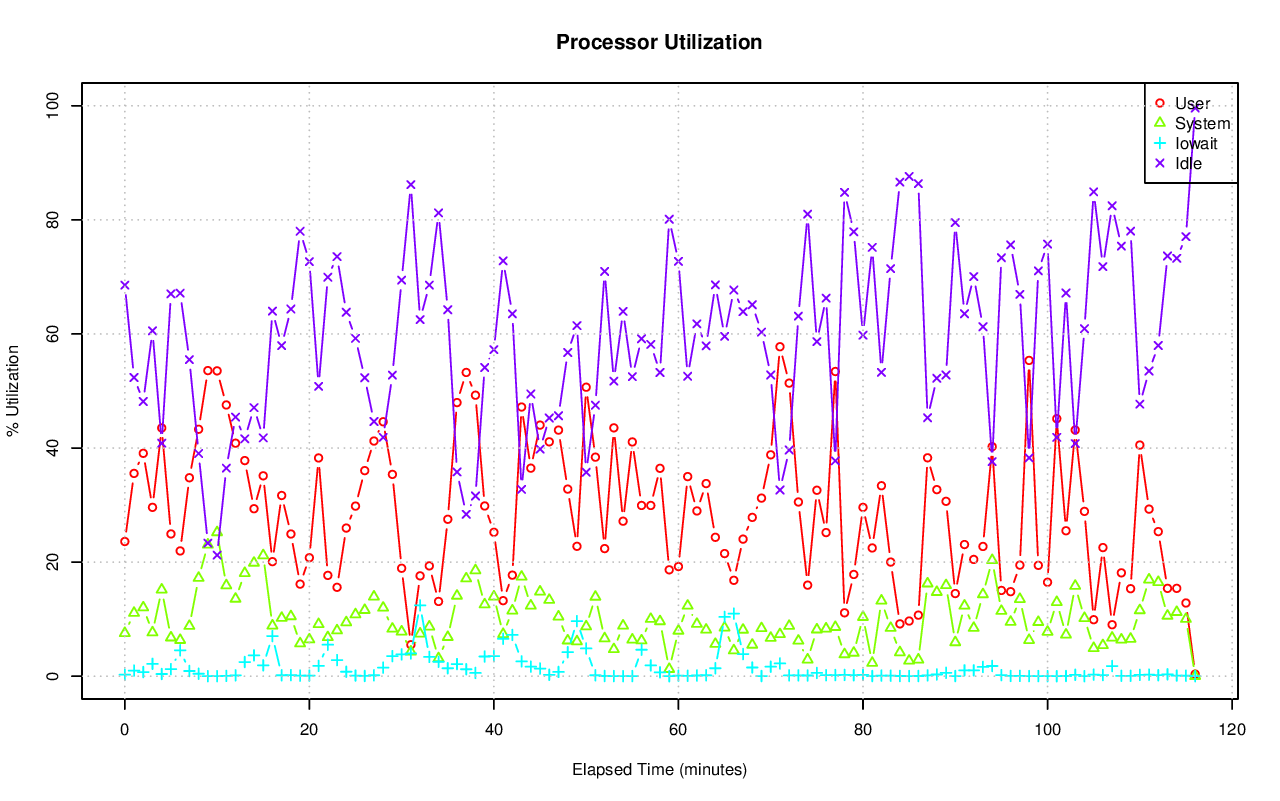 Processor Utilization
% Utilization
100
80
60
40
20
0
User
System
Iowait
Idle
0 20 40 60 80 100 120
Elapsed Time (minutes)